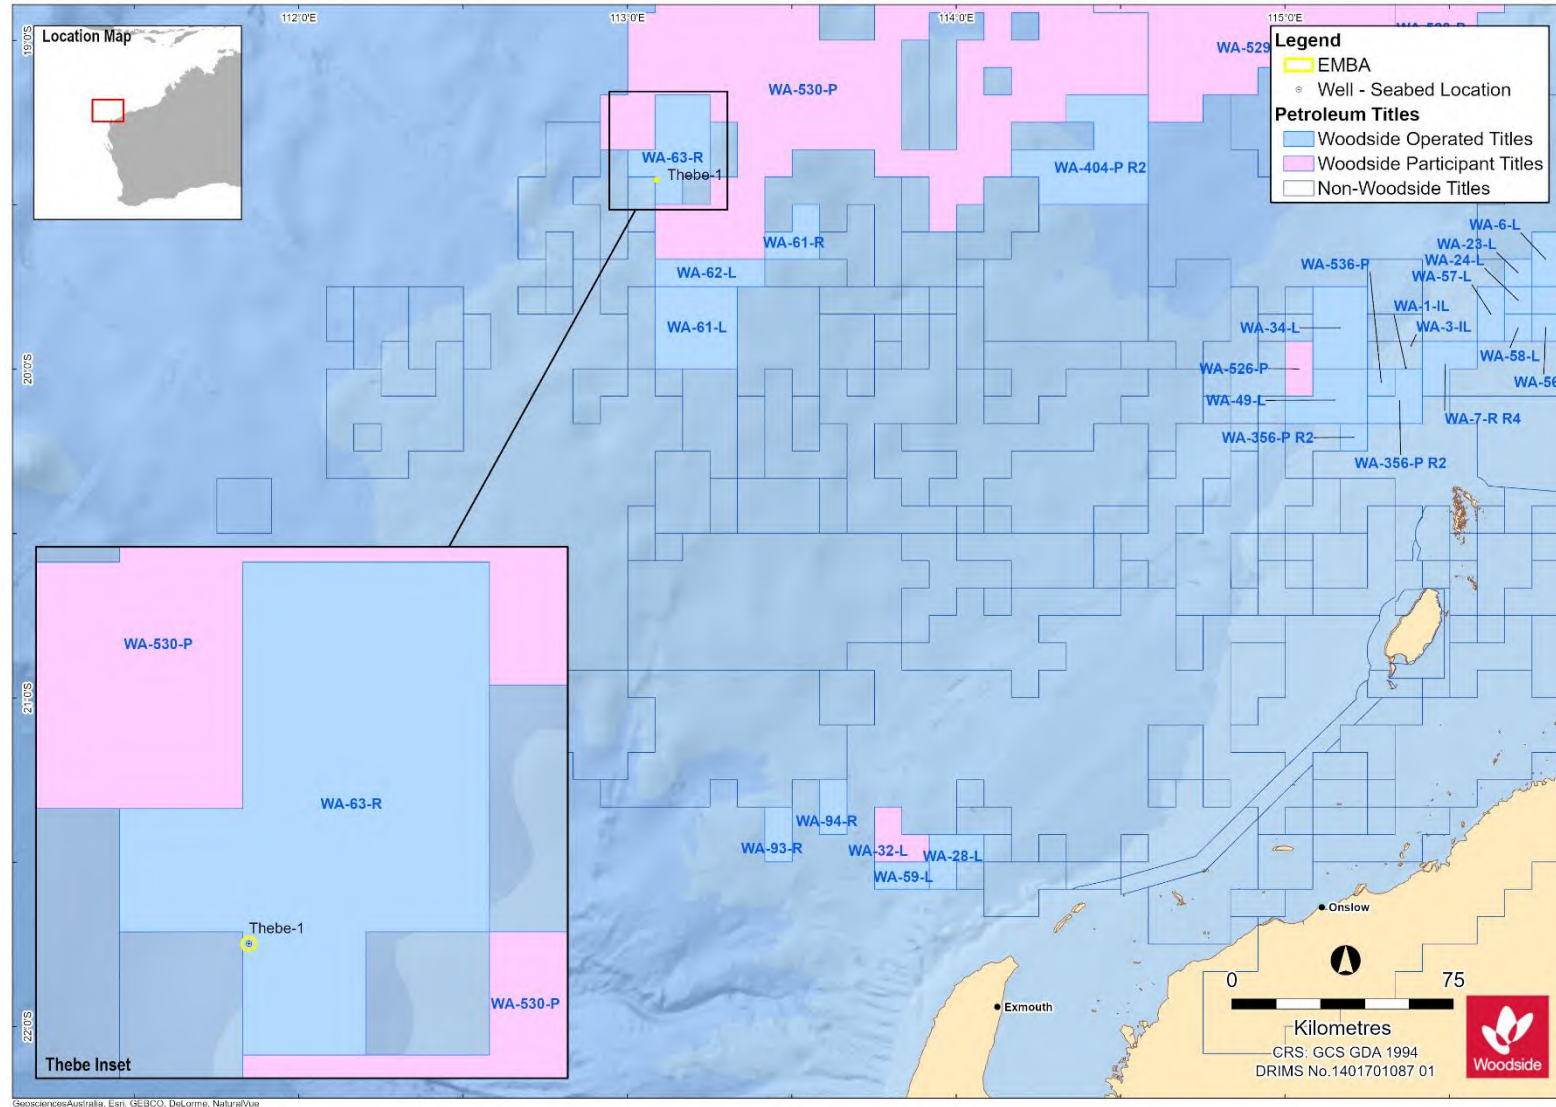 112°0'E
113°0'E
114°0'E
115°0'E
19°0'S
20°0'S
21°0'S
22°0'S
Location Map
WA-529
WA-530-P
WA-63-R
Thebe-1
WA-404-P R2
Legend
EMBA
Well - Seabed Location
Petroleum Titles
Woodside Operated Titles
Woodside Participant Titles
Non-Woodside Titles
WA-61-R
WA-62-L
WA-61-L
WA-6-L
WA-23-L
WA-24-L
WA-57-L
WA-536-P
WA-1-IL
WA-3-IL
WA-34-L
WA-58-L
WA-526-P
WA-56
WA-49-L
WA-7-R R4
WA-356-P R2
WA-356-P R2
WA-530-P
WA-63-R
Thebe-1
WA-530-P
Thebe Inset
WA-94-R
WA-93-R
WA-32-L
WA-28-L
WA-59-L
Onslow
Exmouth
0 75
Kilometres
CRS: GCS GDA 1994
DRIMS No.1401701087 01
Woodside
GeosciencesAustralia, Esri, GEBCO, DeLorme, NaturalVue